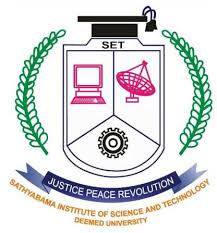 SET
JUSTICE PEACE REVOLUTION
SATHYABAMA INSTITUTE OF SCIENCE AND TECHNOLOGY
DEEMED UNIVERSITY